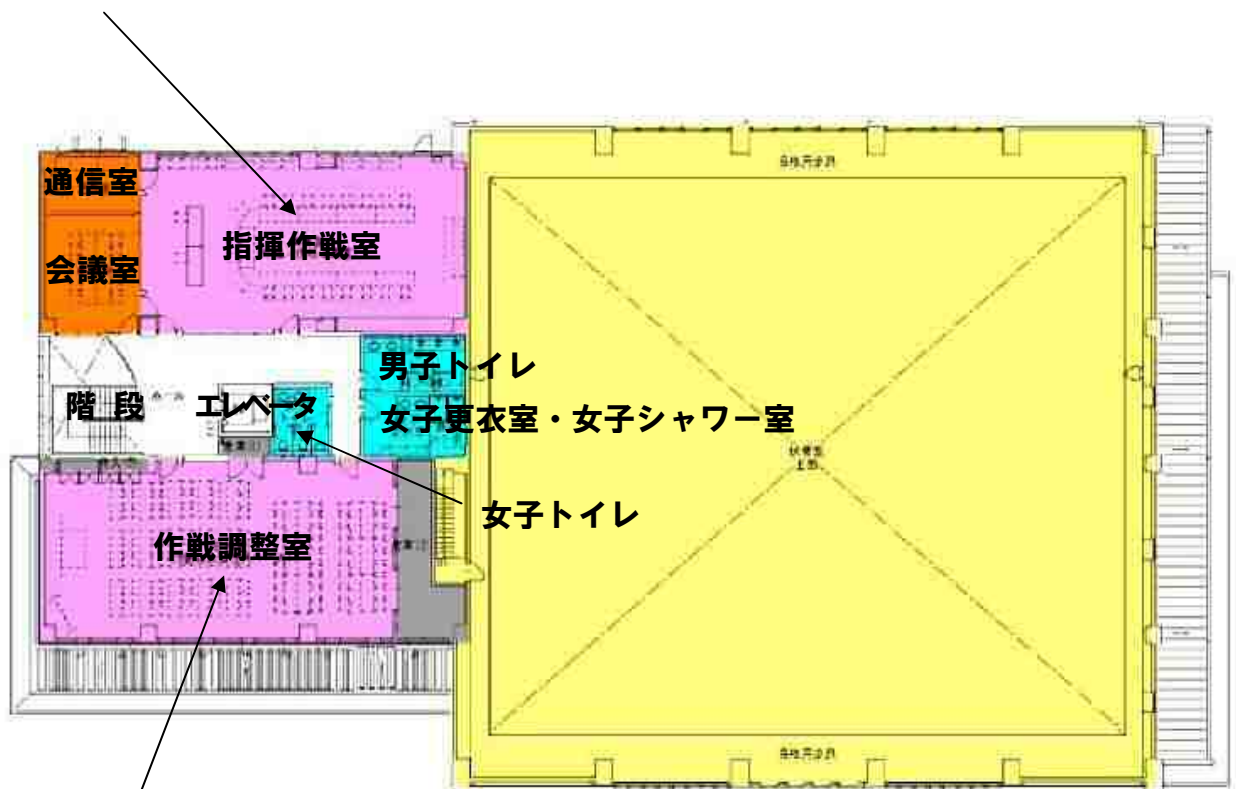 通信室
指揮作戦室
会議室
男子トイレ
階 段
エレベータ
女子更衣室・女子シャワー室
女子トイレ
作戦調整室